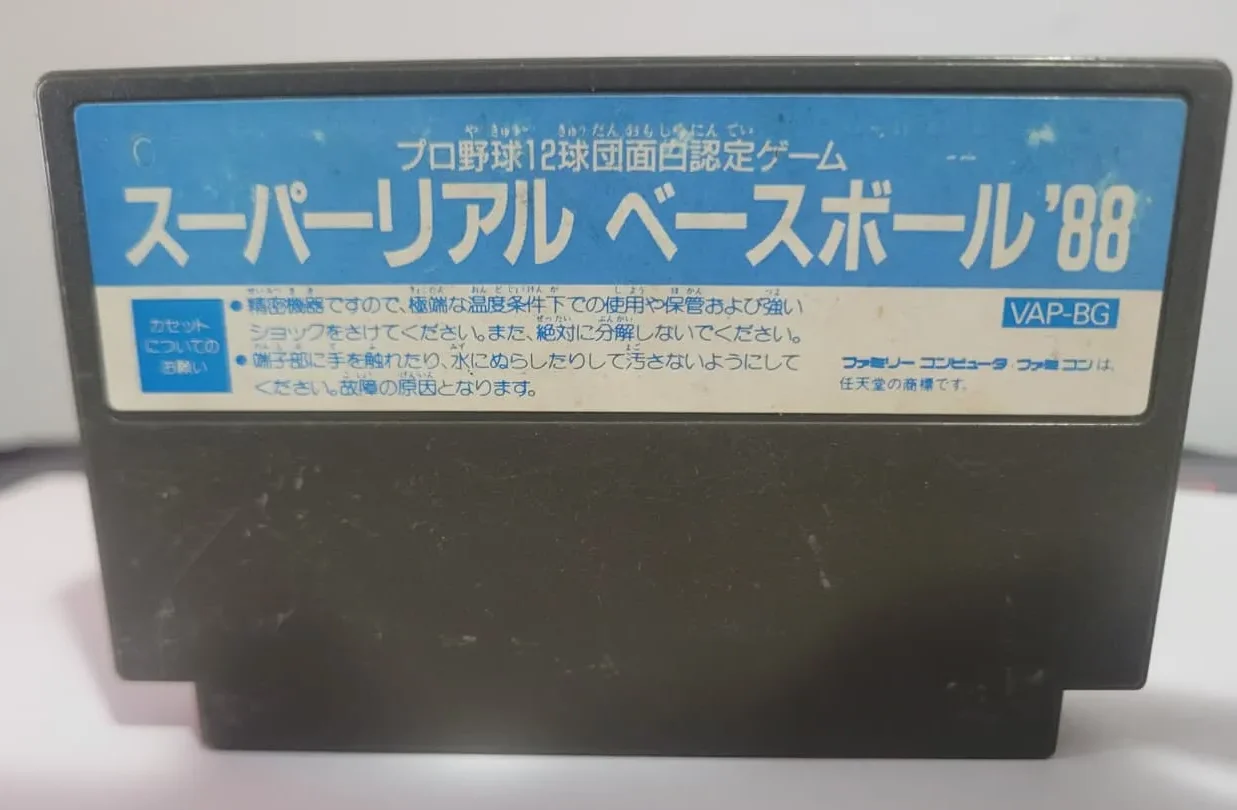 プロ野球12球団面白認定ゲーム
スーパーリアル ベースボール'88
カセット
についての
お願い
●精密機器ですので、極端な温度条件下での使用や保管および強い
ショックをさけてください。また、絶対に分解しないでください。
●端子部に手を触れたり、水にぬらしたりして汚さないようにして
ください。故障の原因となります。
VAP-BG
ファミリーコンピュータ・ファミコンは、
任天堂の商標です。